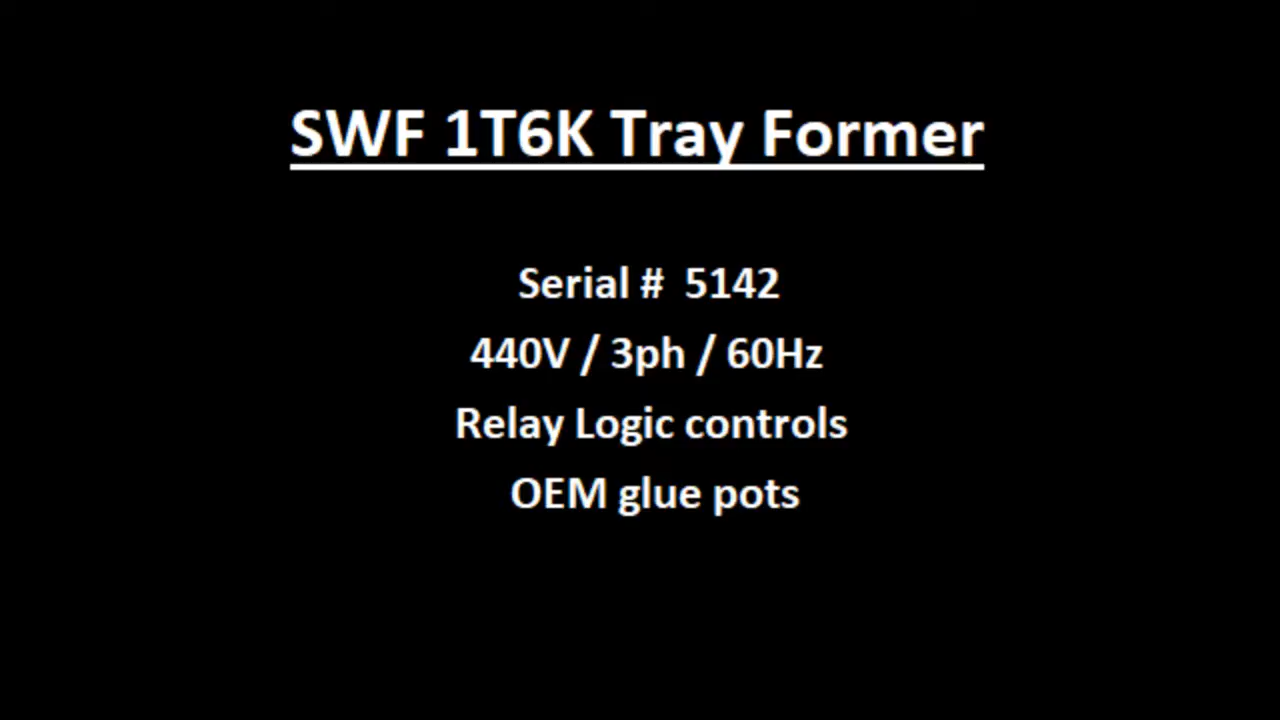 SWF 1T6K Tray Former
Serial # 5142
440V / 3ph / 60Hz
Relay Logic controls
OEM glue pots